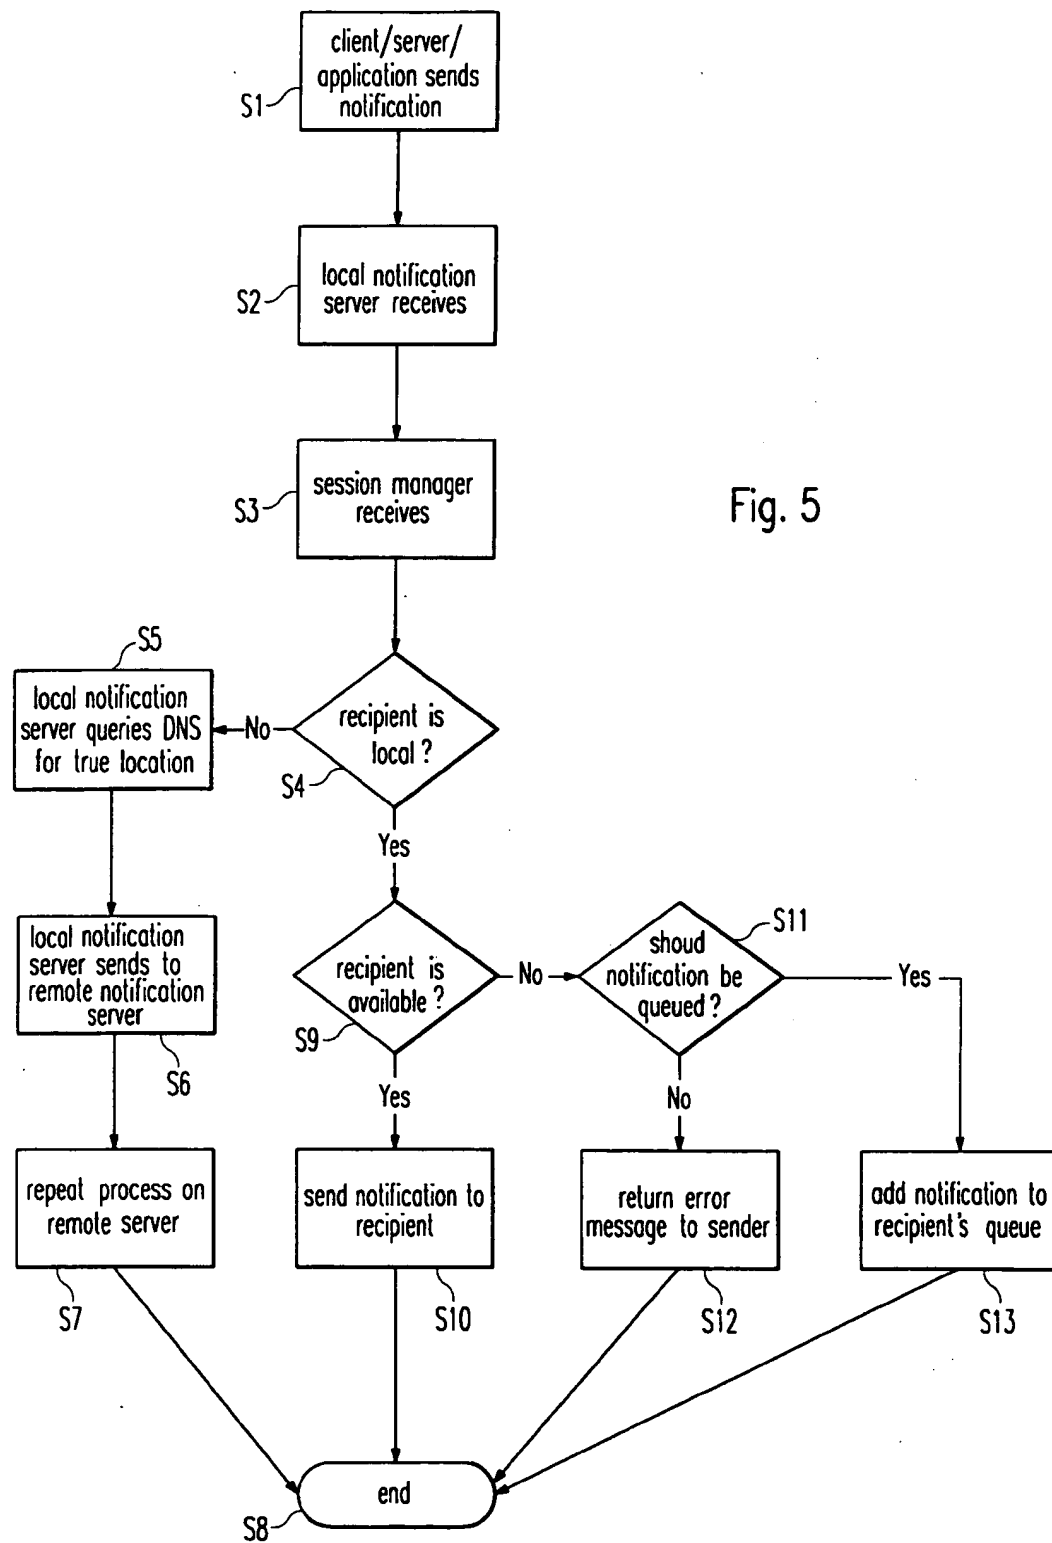 client/server/
application sends
notification
S1
local notification
server receives
S2
session manager
receives
S3
Fig. 5
S5
local notification
server queries DNS
for true location
No
recipient is
local ?
S4
Yes
local notification
server sends to
remote notification
server
S6
recipient is
available ?
S9
No
shoud
notification be
queued ?
S11
Yes
Yes
No
repeat process on
remote server
S7
send notification to
recipient
S10
return error
message to sender
S12
add notification to
recipient's queue
S13
end
S8